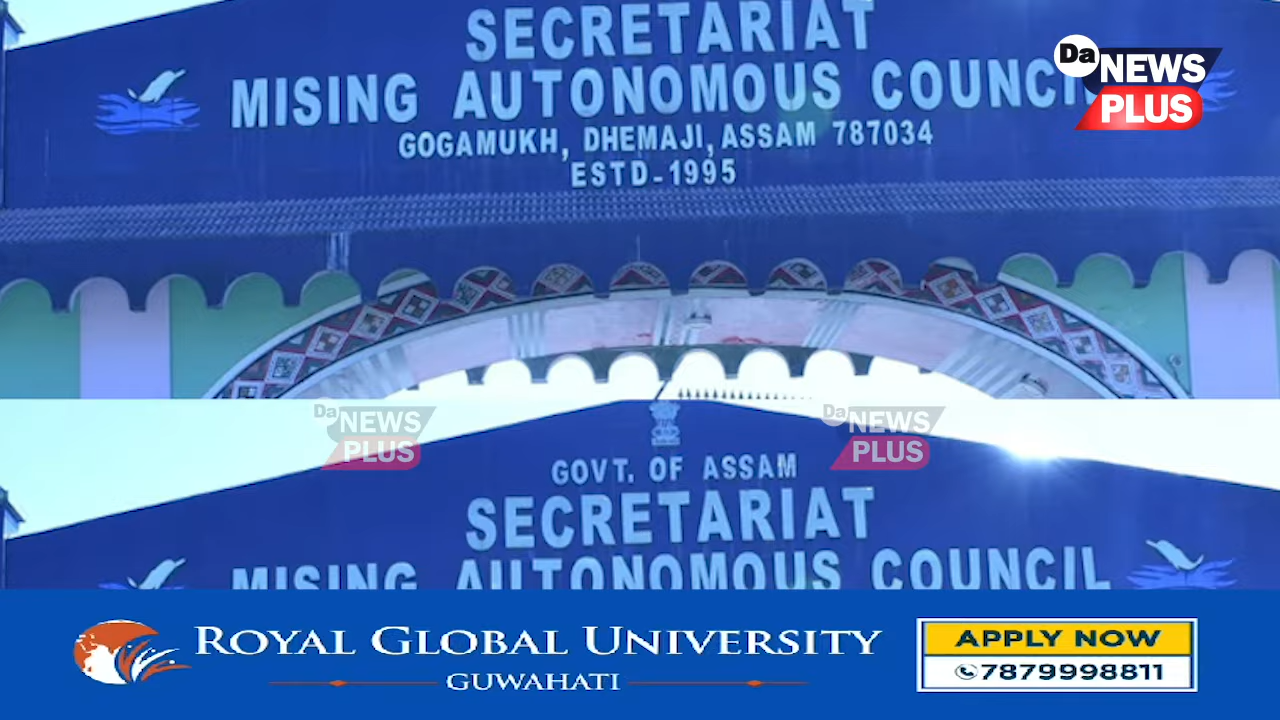 SECRETARIAT
MISING AUTONOMOUS COUNCI
GOGAMUKH, DHEMAJI, ASSAM 787034
ESTD-1995
Da NEWS
PLUS
Da NEWS
PLUS
Da NEWS
PLUS
GOVT. OF ASSAM
SECRETARIAT
MISING AUTONOMOUS COUNCIL
ROYAL GLOBAL UNIVERSITY
GUWAHATI
APPLY NOW
7879998811